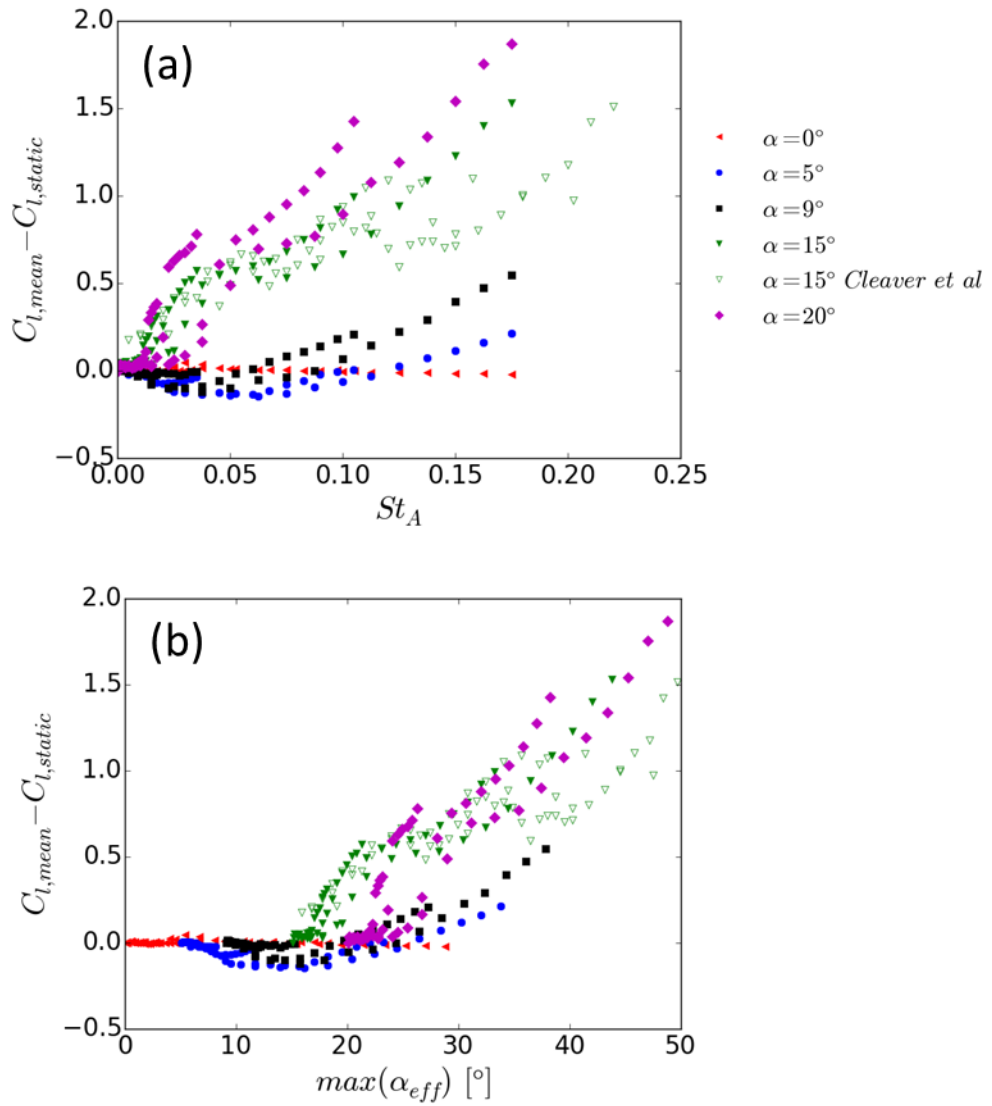 (a)
2.0
1.5
1.0
0.5
0.0
−0.5
C_{l,mean} − C_{l,static}
0.00 0.05 0.10 0.15 0.20 0.25
St_A
α=0°
α=5°
α=9°
α=15°
α=15° Cleaver et al
α=20°
(b)
2.0
1.5
1.0
0.5
0.0
−0.5
C_{l,mean} − C_{l,static}
0 10 20 30 40 50
max(α_{eff}) [°]